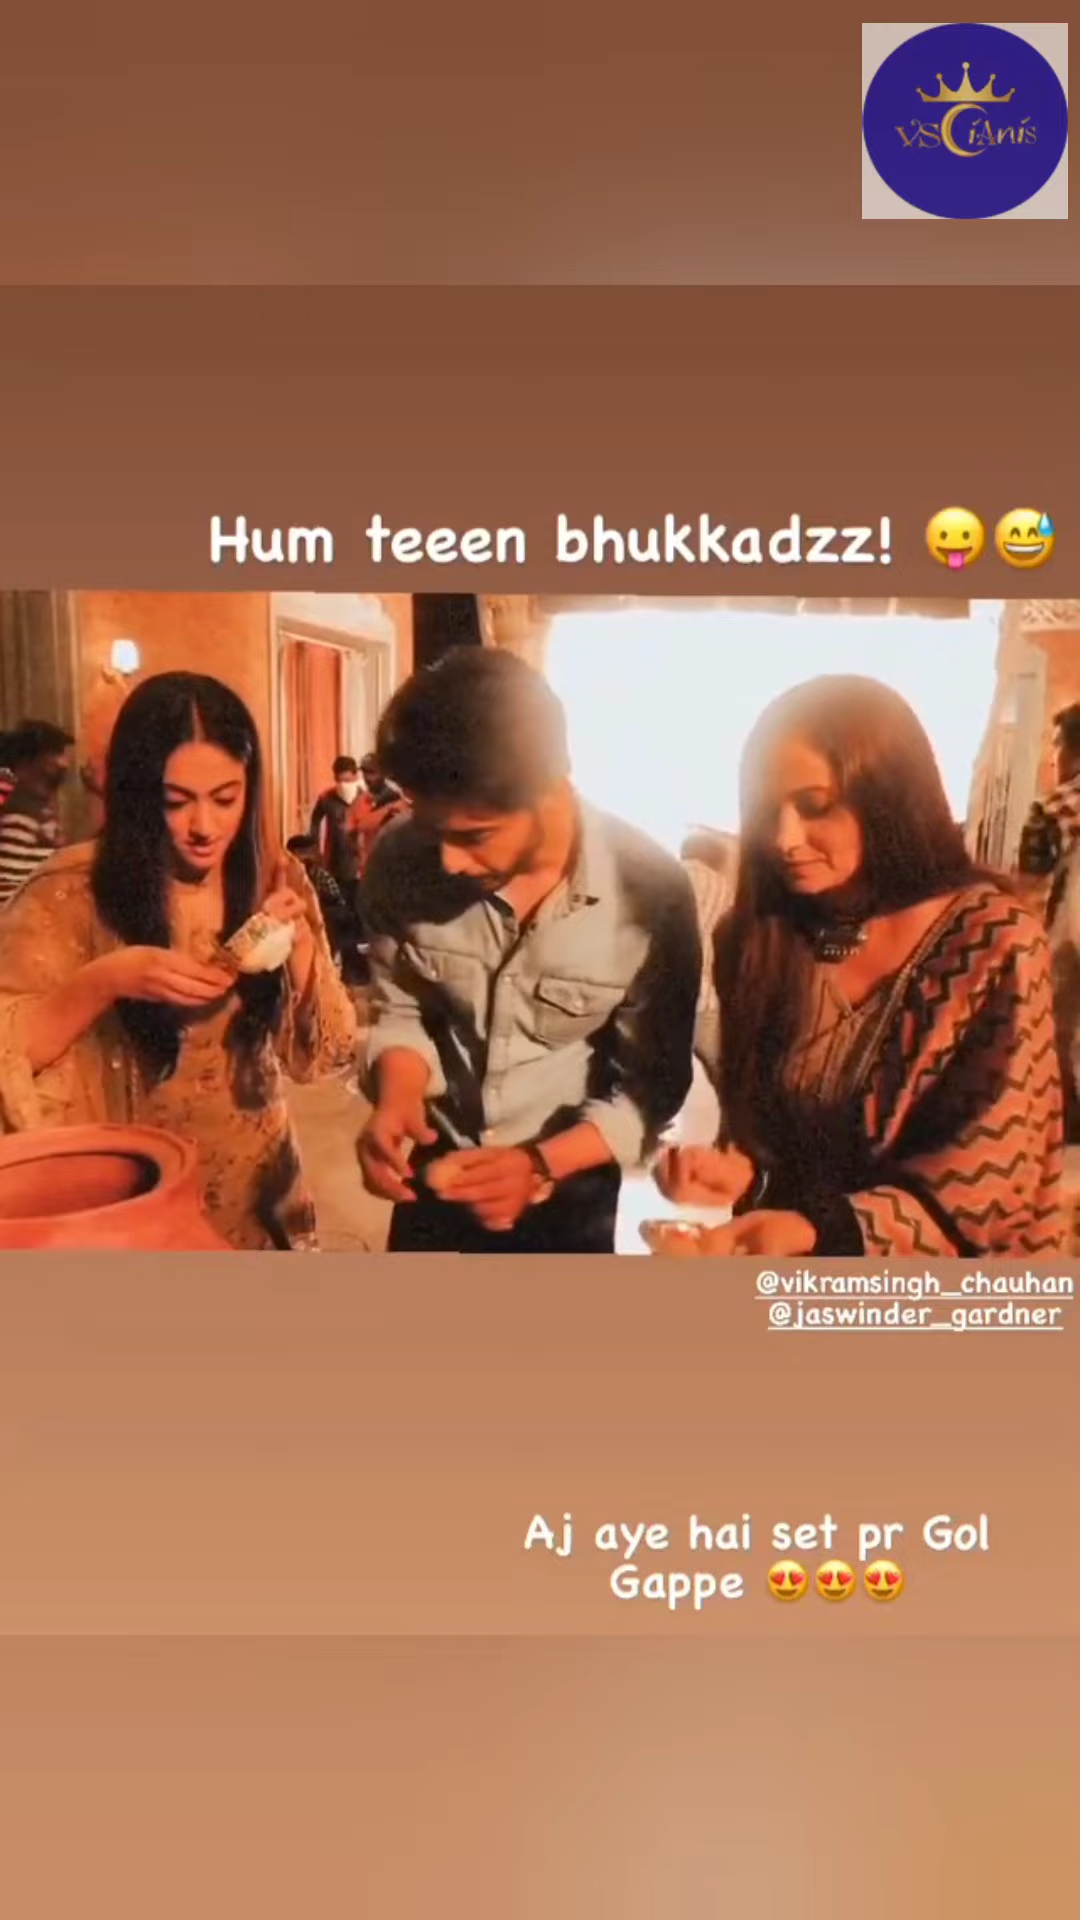 VSCiAnis
Hum teeen bhukkadzz! 😛😅
@vikramsingh_chauhan
@jaswinder_gardner
Aj aye hai set pr Gol
Gappe 😍😍😍